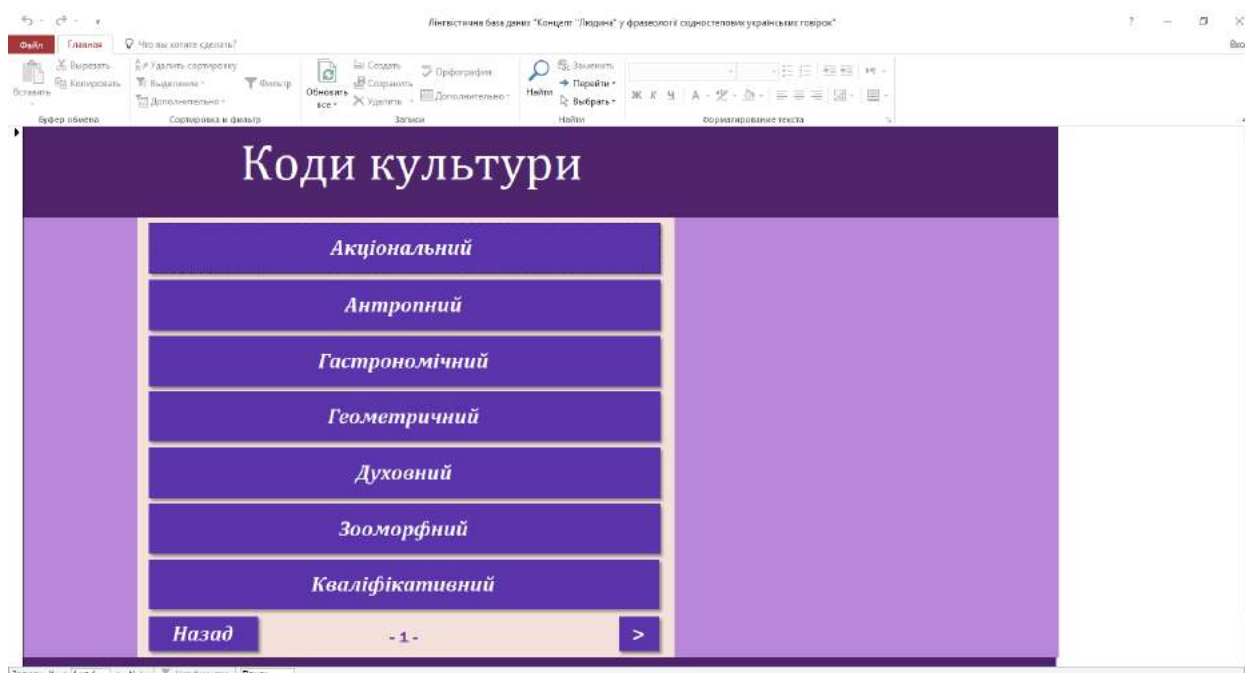 Лінгвістична база даних "Концепт "Людина" у фразеології східностепових українських говірок"
?
Файл Главная Что вы хотите сделать?
Вырезать Удалить сортировку Создать Орфография Заменить
Вставить Копировать Выделение Фильтр Обновить все Сохранить Найти Перейти
Дополнительно Удалить Дополнительно Выбрать Ж К Ч А
Буфер обмена Сортировка и фильтр Записи Найти Форматирование текста
Коди культури
Акціональний
Антропний
Гастрономічний
Геометричний
Духовний
Зооморфний
Кваліфікативний
Назад - 1 - >